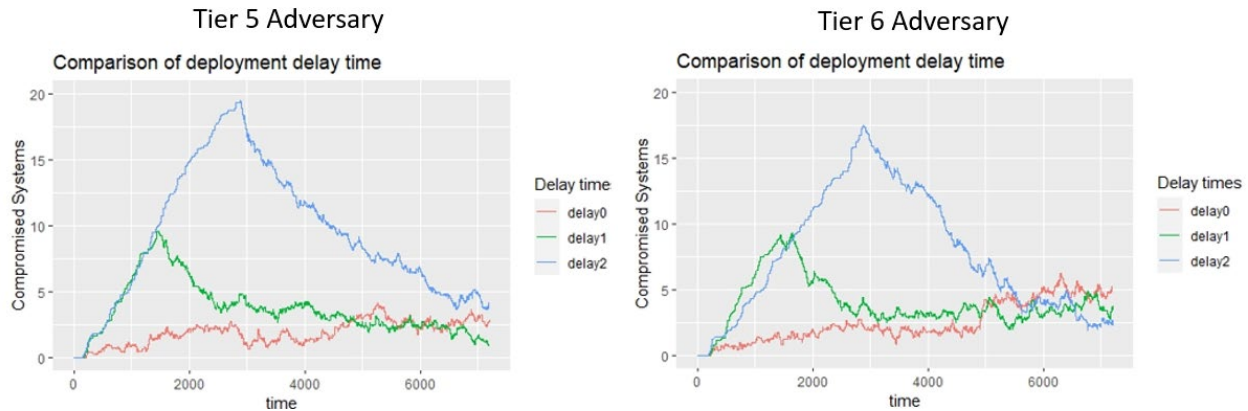 Tier 5 Adversary
Comparison of deployment delay time
Compromised Systems
20
15
10
5
0
0
2000
4000
6000
time
Delay time
delay0
delay1
delay2
Tier 6 Adversary
Comparison of deployment delay time
Compromised Systems
20
15
10
5
0
0
2000
4000
6000
time
Delay times
delay0
delay1
delay2